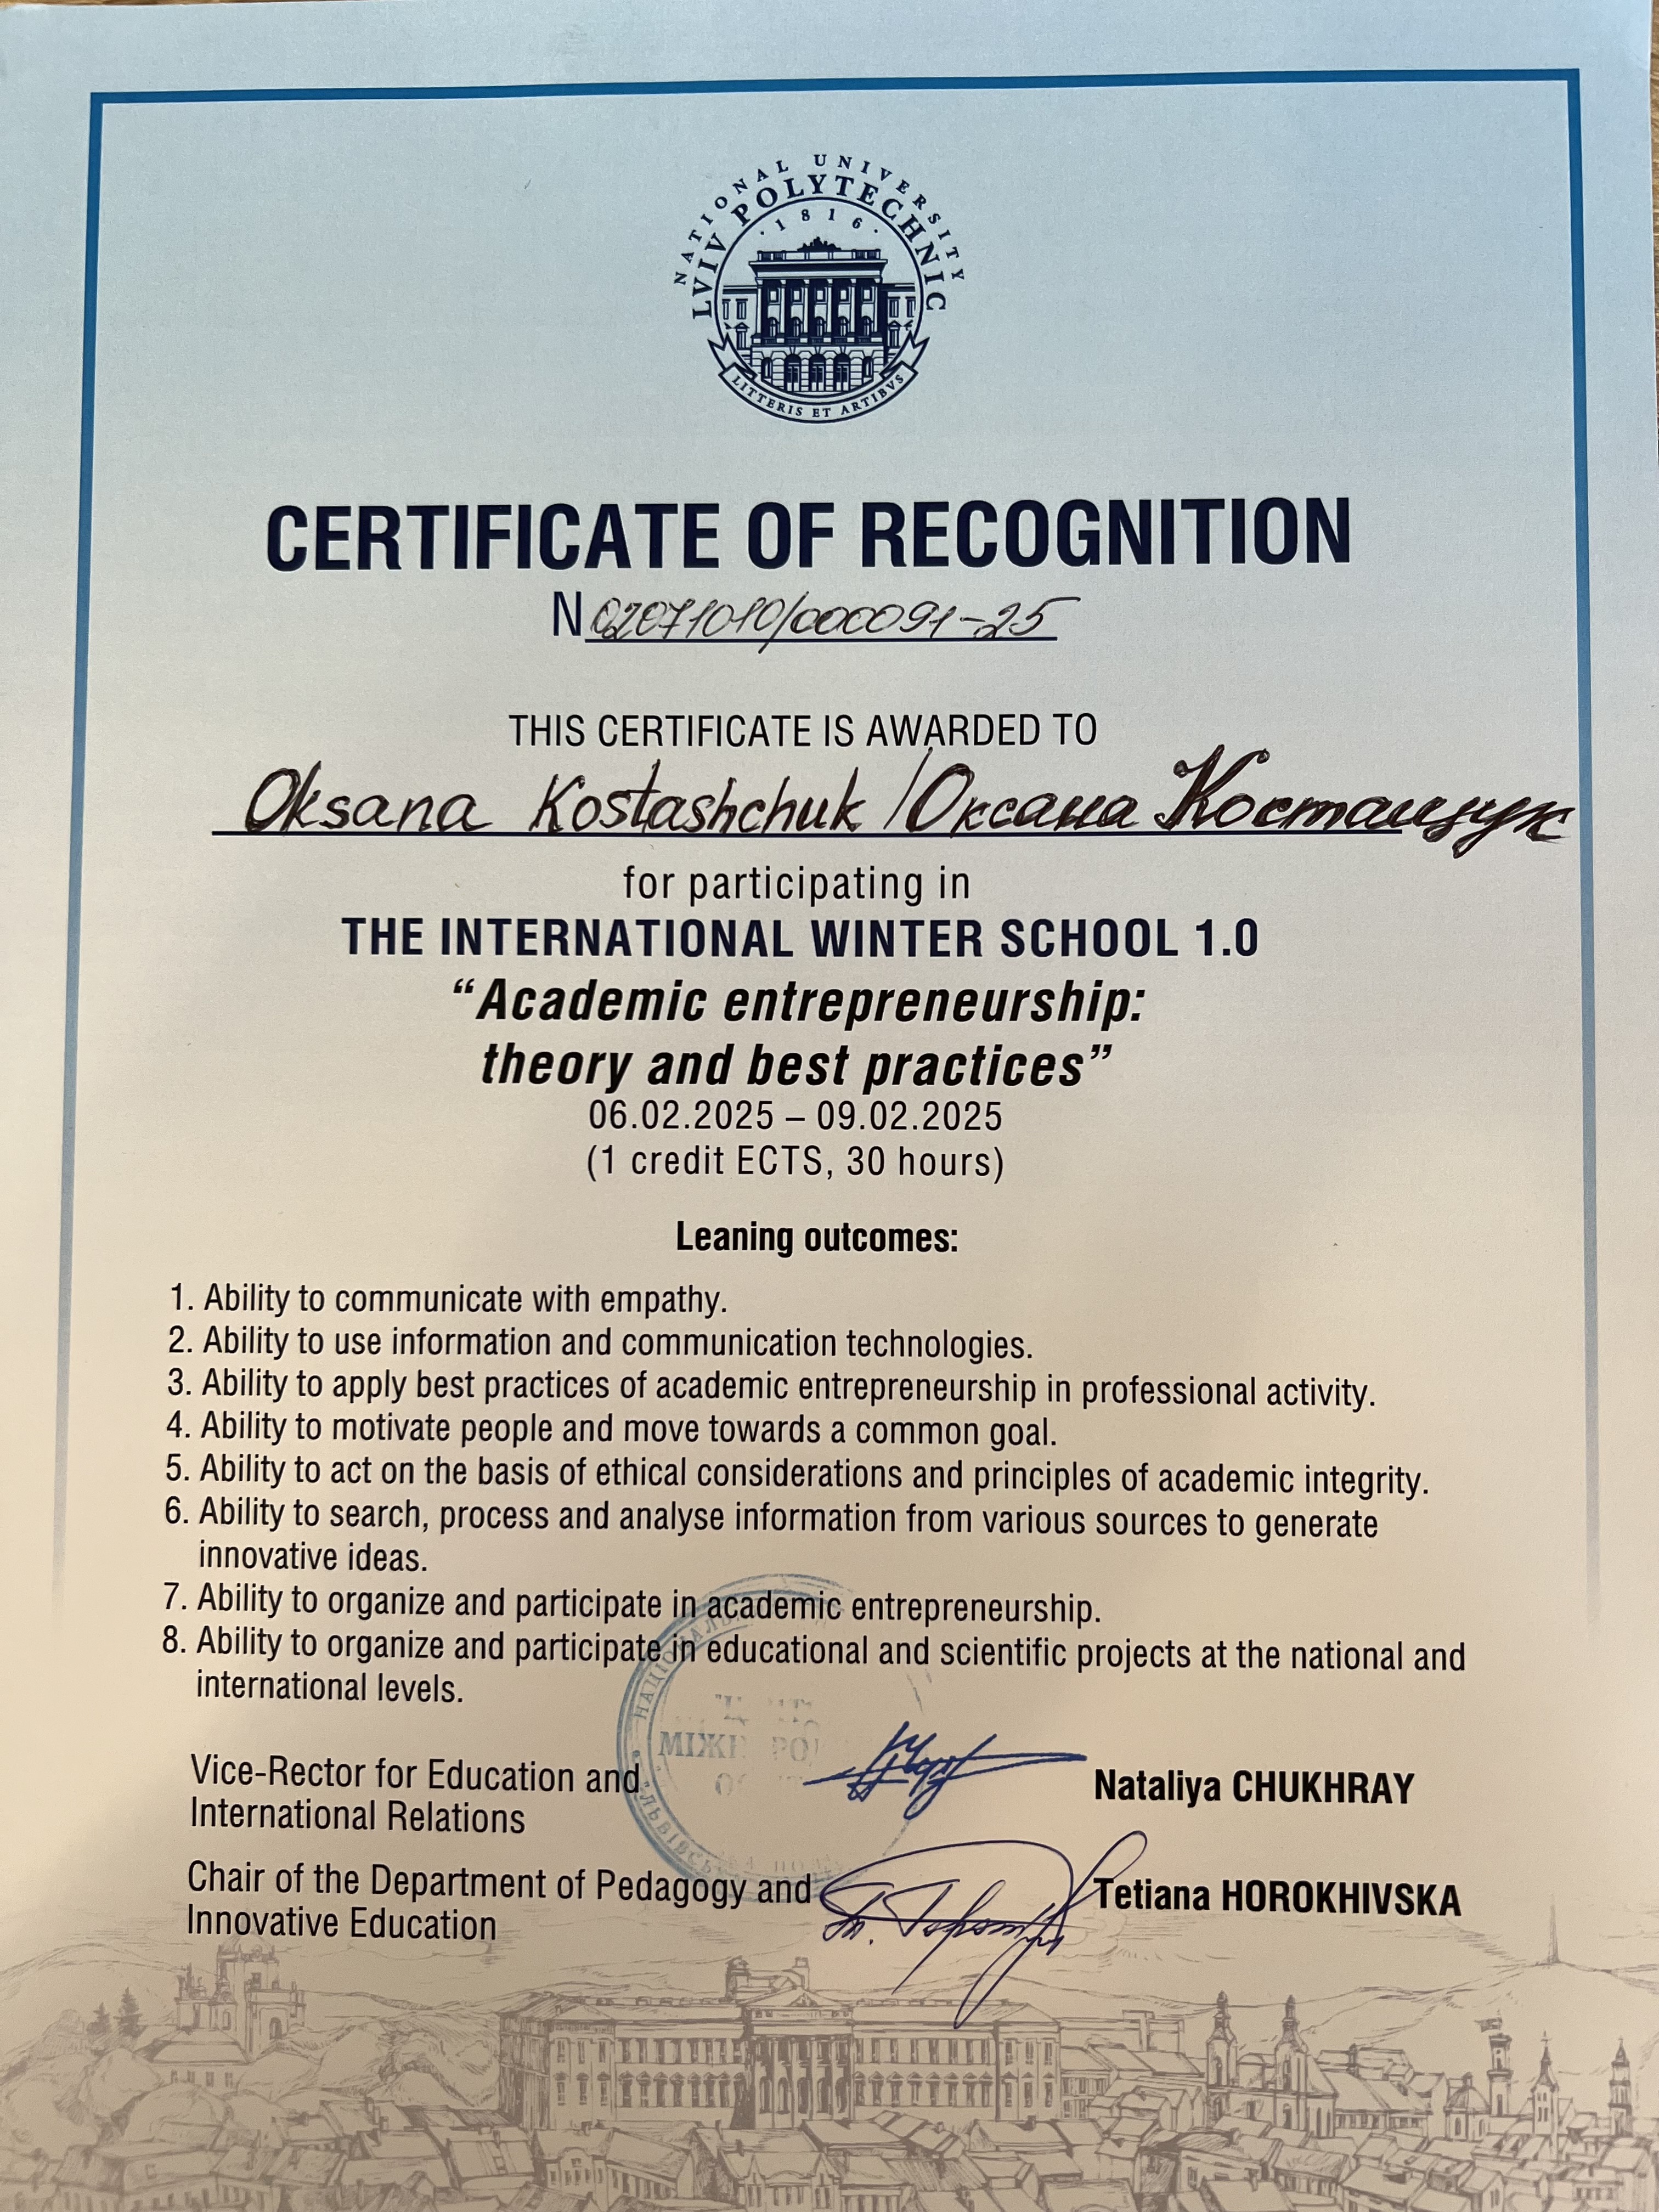 NATIONAL UNIVERSITY
LVIV POLYTECHNIC
· 1816 ·
LITTERIS ET ARTIBVS
CERTIFICATE OF RECOGNITION
N 02071010/000091-25
THIS CERTIFICATE IS AWARDED TO
Oksana Kostashchuk / Оксана Костащук
for participating in
THE INTERNATIONAL WINTER SCHOOL 1.0
“Academic entrepreneurship:
theory and best practices”
06.02.2025 – 09.02.2025
(1 credit ECTS, 30 hours)
Leaning outcomes:
1. Ability to communicate with empathy.
2. Ability to use information and communication technologies.
3. Ability to apply best practices of academic entrepreneurship in professional activity.
4. Ability to motivate people and move towards a common goal.
5. Ability to act on the basis of ethical considerations and principles of academic integrity.
6. Ability to search, process and analyse information from various sources to generate
innovative ideas.
7. Ability to organize and participate in academic entrepreneurship.
8. Ability to organize and participate in educational and scientific projects at the national and
international levels.
Vice-Rector for Education and
International Relations
Nataliya CHUKHRAY
Chair of the Department of Pedagogy and
Innovative Education
Tetiana HOROKHIVSKA